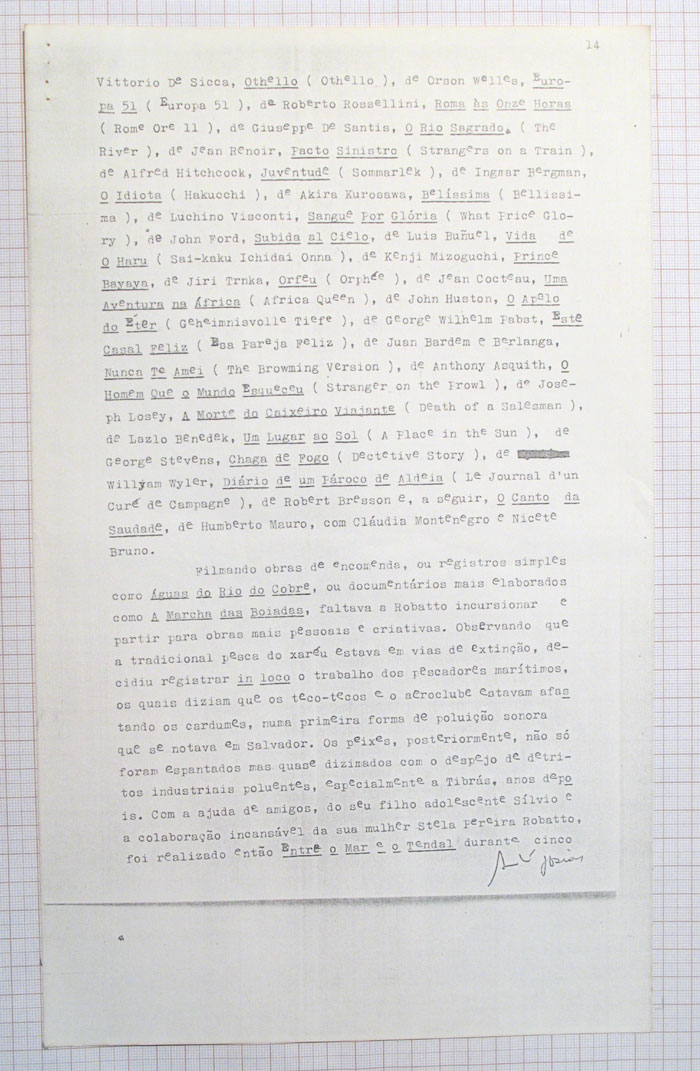 14
Vittorio De Sicca, Othello ( Othello ), de Orson Welles, Euro-
pa 51 ( Europa 51 ), de Roberto Rossellini, Roma às Onze Horas
( Rome Ore 11 ), de Giuseppe De Santis, O Rio Sagrado, ( The
River ), de Jean Renoir, Pacto Sinistro ( Strangers on a Train ),
de Alfred Hitchcock, Juventude ( Sommarlek ), de Ingmar Bergman,
O Idiota ( Hakucchi ), de Akira Kurosawa, Belíssima ( Bellissi-
ma ), de Luchino Visconti, Sangue por Glória ( What Price Glo-
ry ), de John Ford, Subida al Cielo, de Luis Buñuel, Vida de
O Haru ( Sai-kaku Ichidai Onna ), de Kenji Mizoguchi, Prince
Bayaya, de Jiri Trnka, Orfeu ( Orphée ), de Jean Cocteau, Uma
Aventura na África ( Africa Queen ), de John Huston, O Apelo
do Éter ( Geheimnisvolle Tiefe ), de George Wilhelm Pabst, Este
Casal Feliz ( Esa Pareja Feliz ), de Juan Bardem e Berlanga,
Nunca Te Amei ( The Browming Version ), de Anthony Asquith, O
Homem Que o Mundo Esqueceu ( Stranger on the Prowl ), de Jose-
ph Losey, A Morte do Caixeiro Viajante ( Death of a Salesman ),
de Lazlo Benedek, Um Lugar ao Sol ( A Place in the Sun ), de
George Stevens, Chaga de Fogo ( Dectetive Story ), de
Willyam Wyler, Diário de um Pároco de Aldeia ( Le Journal d'un
Curé de Campagne ), de Robert Bresson e, a seguir, O Canto da
Saudade, de Humberto Mauro, com Cláudia Montenegro e Nicete
Bruno.
Filmando obras de encomenda, ou registros simples
como Águas do Rio do Cobre, ou documentários mais elaborados
como A Marcha das Boiadas, faltava a Robatto incursionar e
partir para obras mais pessoais e criativas. Observando que
a tradicional pesca do xaréu estava em vias de extinção, de-
cidiu registrar in loco o trabalho dos pescadores marítimos,
os quais diziam que os teco-tecos e o aeroclube estavam afas
tando os cardumes, numa primeira forma de poluição sonora
que se notava em Salvador. Os peixes, posteriormente, não só
foram espantados mas quase dizimados com o despejo de detri-
tos industriais poluentes, especialmente a Tibrás, anos depo
is. Com a ajuda de amigos, do seu filho adolescente Sílvio e
a colaboração incansável da sua mulher Stela Pereira Robatto,
foi realizado então Entre o Mar e o Tendal durante cinco